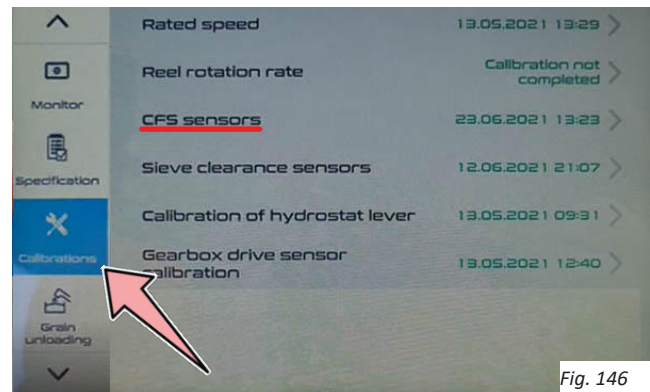 Rated speed
13.05.2021 13:29
Reel rotation rate
Calibration not
completed
Monitor
CFS sensors
23.06.2021 13:23
Specification
Sieve clearance sensors
12.06.2021 21:07
Calibration of hydrostat lever
13.05.2021 09:31
Calibrations
Gearbox drive sensor
calibration
13.05.2021 12:40
Grain
unloading
Fig. 146